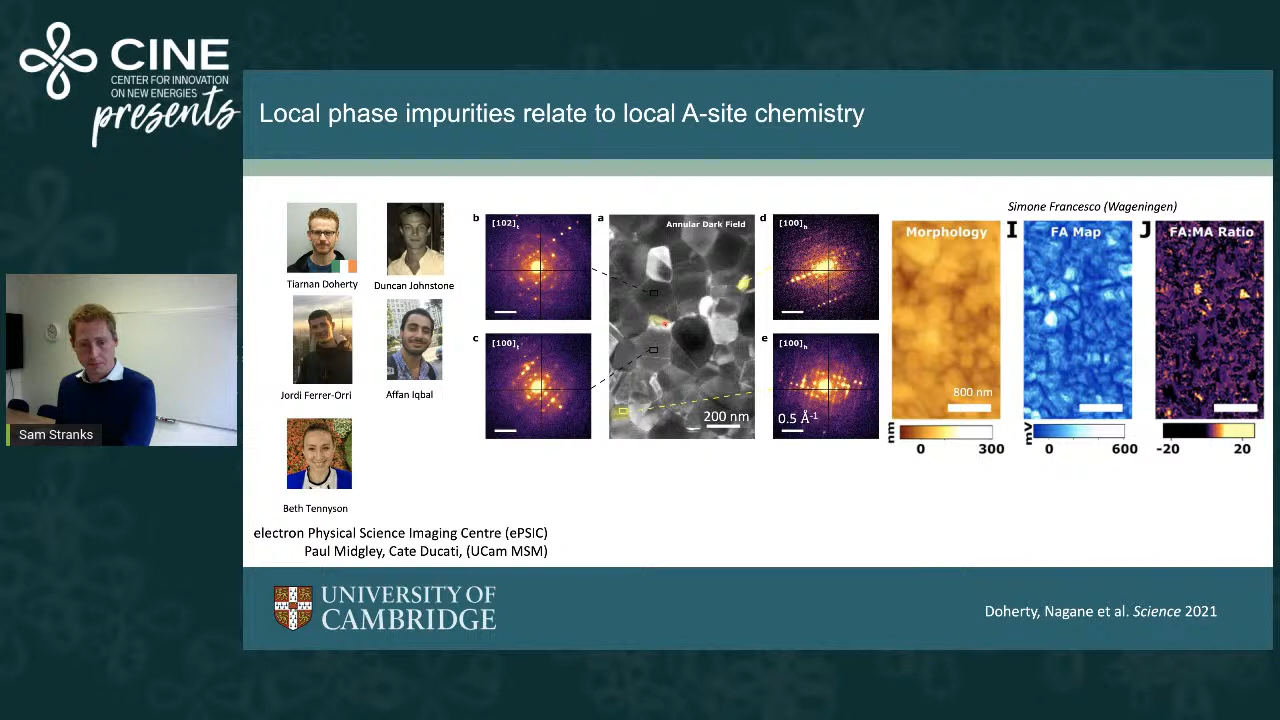 CINE
CENTER FOR INNOVATION
ON NEW ENERGIES
presents
Local phase impurities relate to local A-site chemistry
Tiarnan Doherty
Duncan Johnstone
Jordi Ferrer-Orri
Affan Iqbal
Beth Tennyson
electron Physical Science Imaging Centre (ePSIC)
Paul Midgley, Cate Ducati, (UCam MSM)
b
[102]t
a
Annular Dark Field
200 nm
d
[100]h
c
[100]t
e
[100]h
0.5 Å-1
Simone Francesco (Wageningen)
Morphology
800 nm
nm
0
300
I
FA Map
mV
0
600
J
FA:MA Ratio
-20
20
Sam Stranks
UNIVERSITY OF
CAMBRIDGE
Doherty, Nagane et al. Science 2021